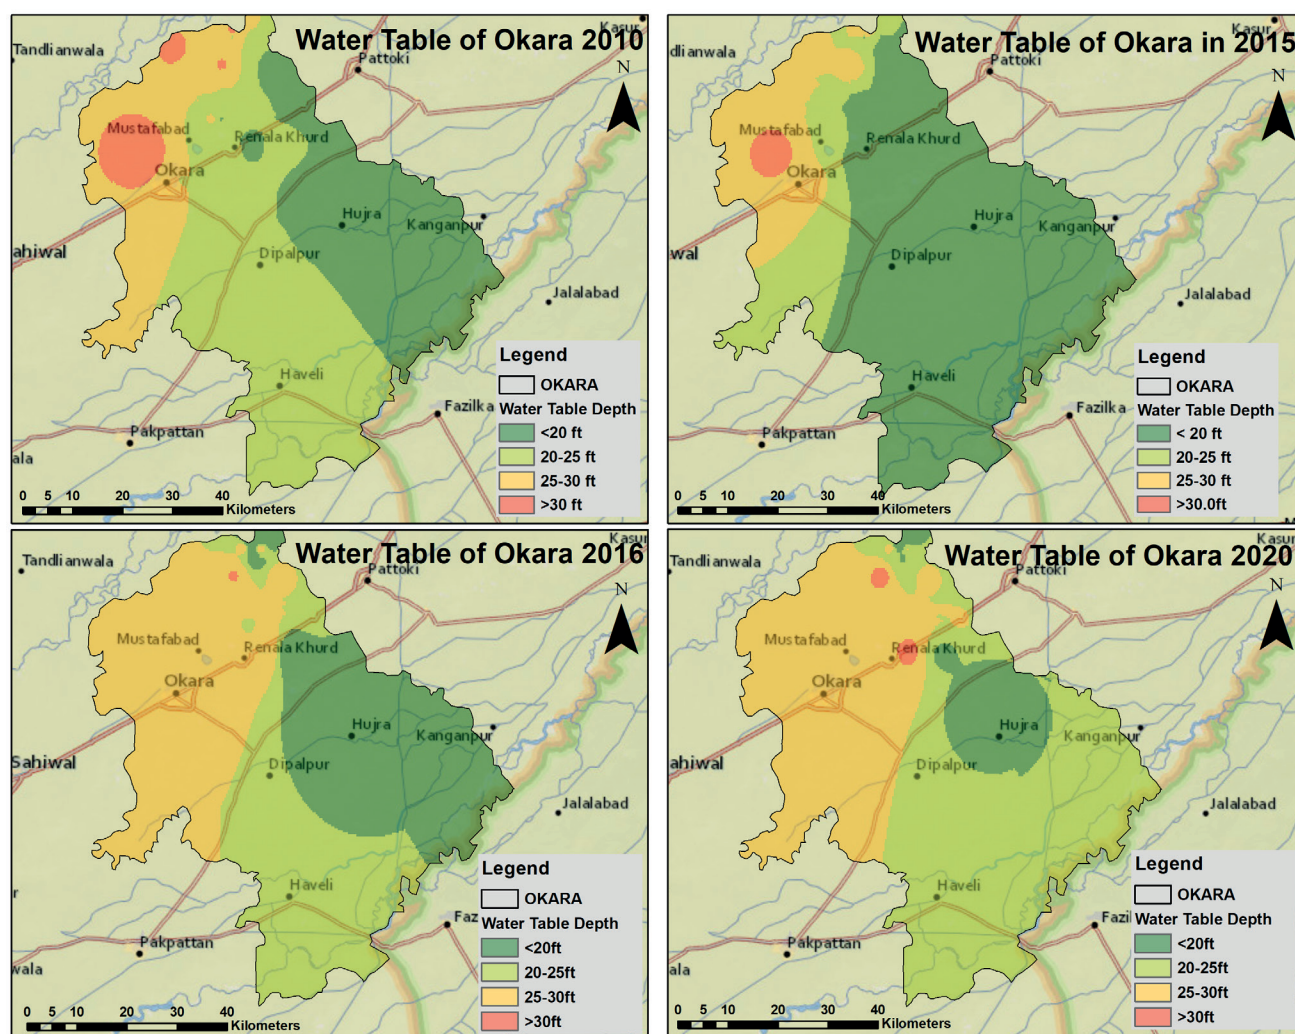 Water Table of Okara 2010
Kasur
Tandlianwala
Pattoki
N
Mustafabad
Renala Khurd
Okara
Hujra
Kanganpur
ahiwal
Dipalpur
Jalalabad
Haveli
Fazilka
Pakpattan
ala
Legend
OKARA
Water Table Depth
<20 ft
20-25 ft
25-30 ft
>30 ft
0 5 10 20 30 40
Kilometers
Water Table of Okara in 2015
Kasur
dlianwala
Pattoki
N
Mustafabad
Renala Khurd
Okara
Hujra
Kanganpur
wal
Dipalpur
Jalalabad
Haveli
Fazilka
Pakpattan
Legend
OKARA
Water Table Depth
< 20 ft
20-25 ft
25-30 ft
>30.0ft
0 5 10 20 30 40
Kilometers
M
Water Table of Okara 2016
Kasur
Tandlianwala
Pattoki
N
Mustafabad
Renala Khurd
Okara
Hujra
Kanganpur
Sahiwal
Dipalpur
Jalalabad
Haveli
Faz
Pakpattan
wala
r
Legend
OKARA
Water Table Depth
<20ft
20-25ft
25-30ft
>30ft
0 5 10 20 30 40
Kilometers
Water Table of Okara 2020
Kasur
Tandlianwala
Pattoki
N
Mustafabad
Renala Khurd
Okara
Hujra
Kanganpur
ahiwal
Dipalpur
Jalalabad
Haveli
Fazil
Pakpattan
ala
Legend
OKARA
Water Table Depth
<20ft
20-25ft
25-30ft
>30ft
0 5 10 20 30 40
Kilometers